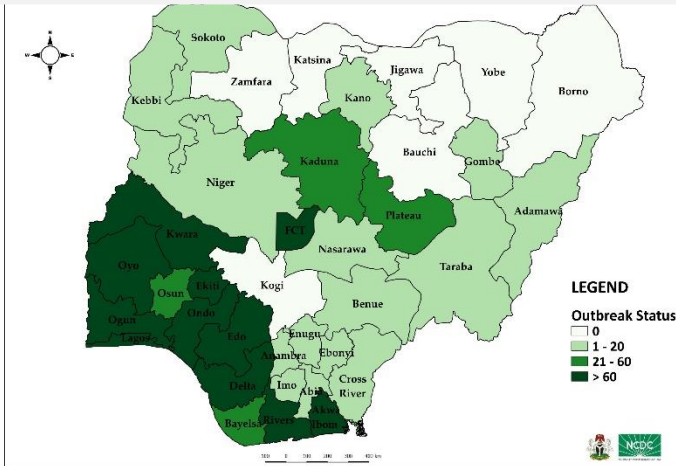 Sokoto
Katsina
Jigawa
Yobe
Zamfara
Borno
Kebbi
Kano
Bauchi
Gombe
Kaduna
Niger
Adamawa
Plateau
Kwara
FCT
Nasarawa
Taraba
Oyo
Kogi
Osun
Ekiti
Benue
Ogun
Ondo
Lagos
Edo
Enugu
Anambra
Ebonyi
Delta
Imo
Abia
Cross
River
Bayelsa
Rivers
Akwa
Ibom
LEGEND
Outbreak Status
0
1 - 20
21 - 60
> 60
NCDC